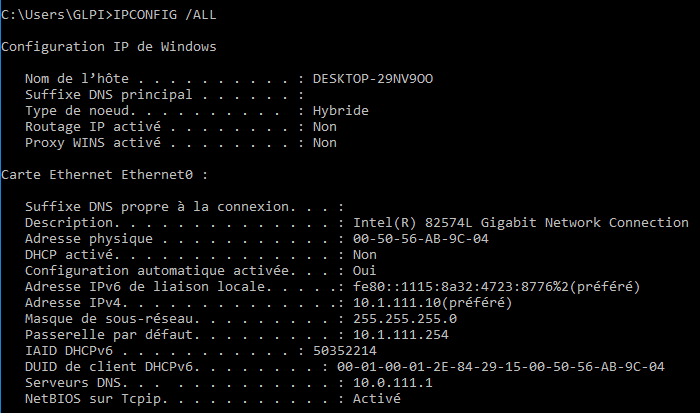 C:\Users\GLPI>IPCONFIG /ALL
Configuration IP de Windows
Nom de l’hôte . . . . . . . . . . : DESKTOP-29NV9OO
Suffixe DNS principal . . . . . . :
Type de noeud. . . . . . . . . . : Hybride
Routage IP activé . . . . . . . . : Non
Proxy WINS activé . . . . . . . . : Non
Carte Ethernet Ethernet0 :
Suffixe DNS propre à la connexion. . . :
Description. . . . . . . . . . . . . . : Intel(R) 82574L Gigabit Network Connection
Adresse physique . . . . . . . . . . . : 00-50-56-AB-9C-04
DHCP activé. . . . . . . . . . . . . . : Non
Configuration automatique activée. . . : Oui
Adresse IPv6 de liaison locale. . . . .: fe80::1115:8a32:4723:8776%2(préféré)
Adresse IPv4. . . . . . . . . . . . . .: 10.1.111.10(préféré)
Masque de sous-réseau. . . . . . . . . : 255.255.255.0
Passerelle par défaut. . . . . . . . . : 10.1.111.254
IAID DHCPv6 . . . . . . . . . . . : 50352214
DUID de client DHCPv6. . . . . . . . : 00-01-00-01-2E-84-29-15-00-50-56-AB-9C-04
Serveurs DNS. . . . . . . . . . . . . : 10.0.111.1
NetBIOS sur Tcpip. . . . . . . . . . . : Activé